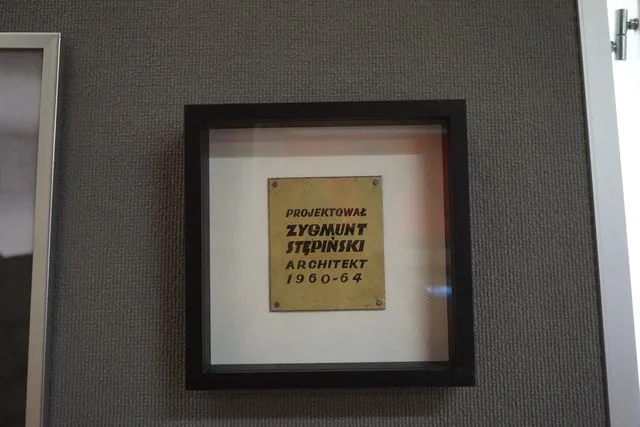 PROJEKTOWAŁ
ZYGMUNT
STĘPIŃSKI
ARCHITEKT
1960-64